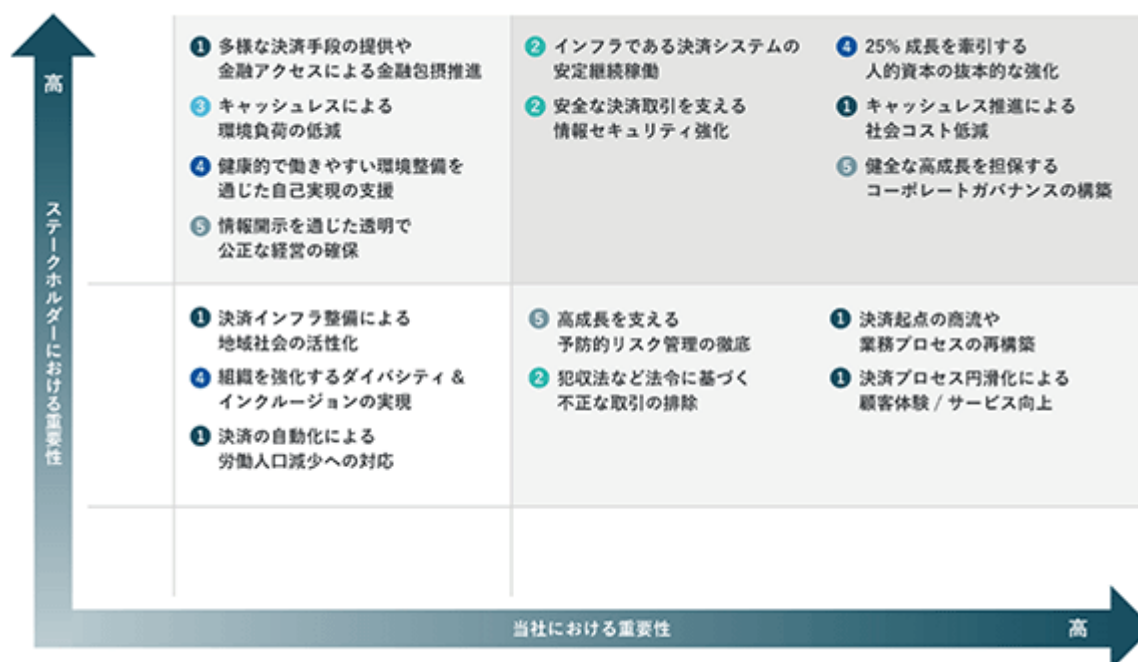 高
ステークホルダーにおける重要性
1 多様な決済手段の提供や
金融アクセスによる金融包摂推進
3 キャッシュレスによる
環境負荷の低減
4 健康的で働きやすい環境整備を
通じた自己実現の支援
5 情報開示を通じた透明で
公正な経営の確保
2 インフラである決済システムの
安定継続稼働
2 安全な決済取引を支える
情報セキュリティ強化
4 25% 成長を牽引する
人的資本の抜本的な強化
1 キャッシュレス推進による
社会コスト低減
5 健全な高成長を担保する
コーポレートガバナンスの構築
1 決済インフラ整備による
地域社会の活性化
4 組織を強化するダイバシティ &
インクルージョンの実現
1 決済の自動化による
労働人口減少への対応
5 高成長を支える
予防的リスク管理の徹底
2 犯収法など法令に基づく
不正な取引の排除
1 決済起点の商流や
業務プロセスの再構築
1 決済プロセス円滑化による
顧客体験 / サービス向上
当社における重要性
高